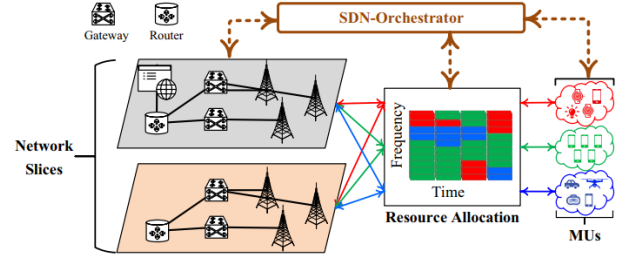 SDN-Orchestrator
Gateway
Router
Network
Slices
Frequency
Time
Resource Allocation
MUs